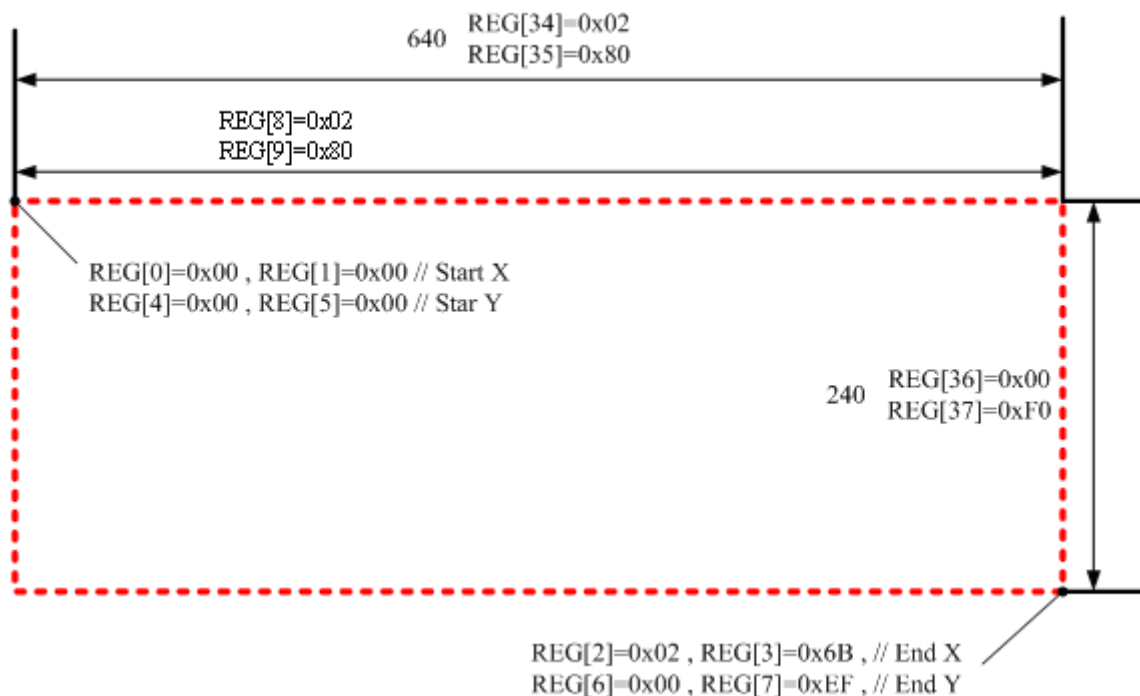 640
REG[34]=0x02
REG[35]=0x80
REG[8]=0x02
REG[9]=0x80
REG[0]=0x00 , REG[1]=0x00 // Start X
REG[4]=0x00 , REG[5]=0x00 // Star Y
240
REG[36]=0x00
REG[37]=0xF0
REG[2]=0x02 , REG[3]=0x6B , // End X
REG[6]=0x00 , REG[7]=0xEF , // End Y